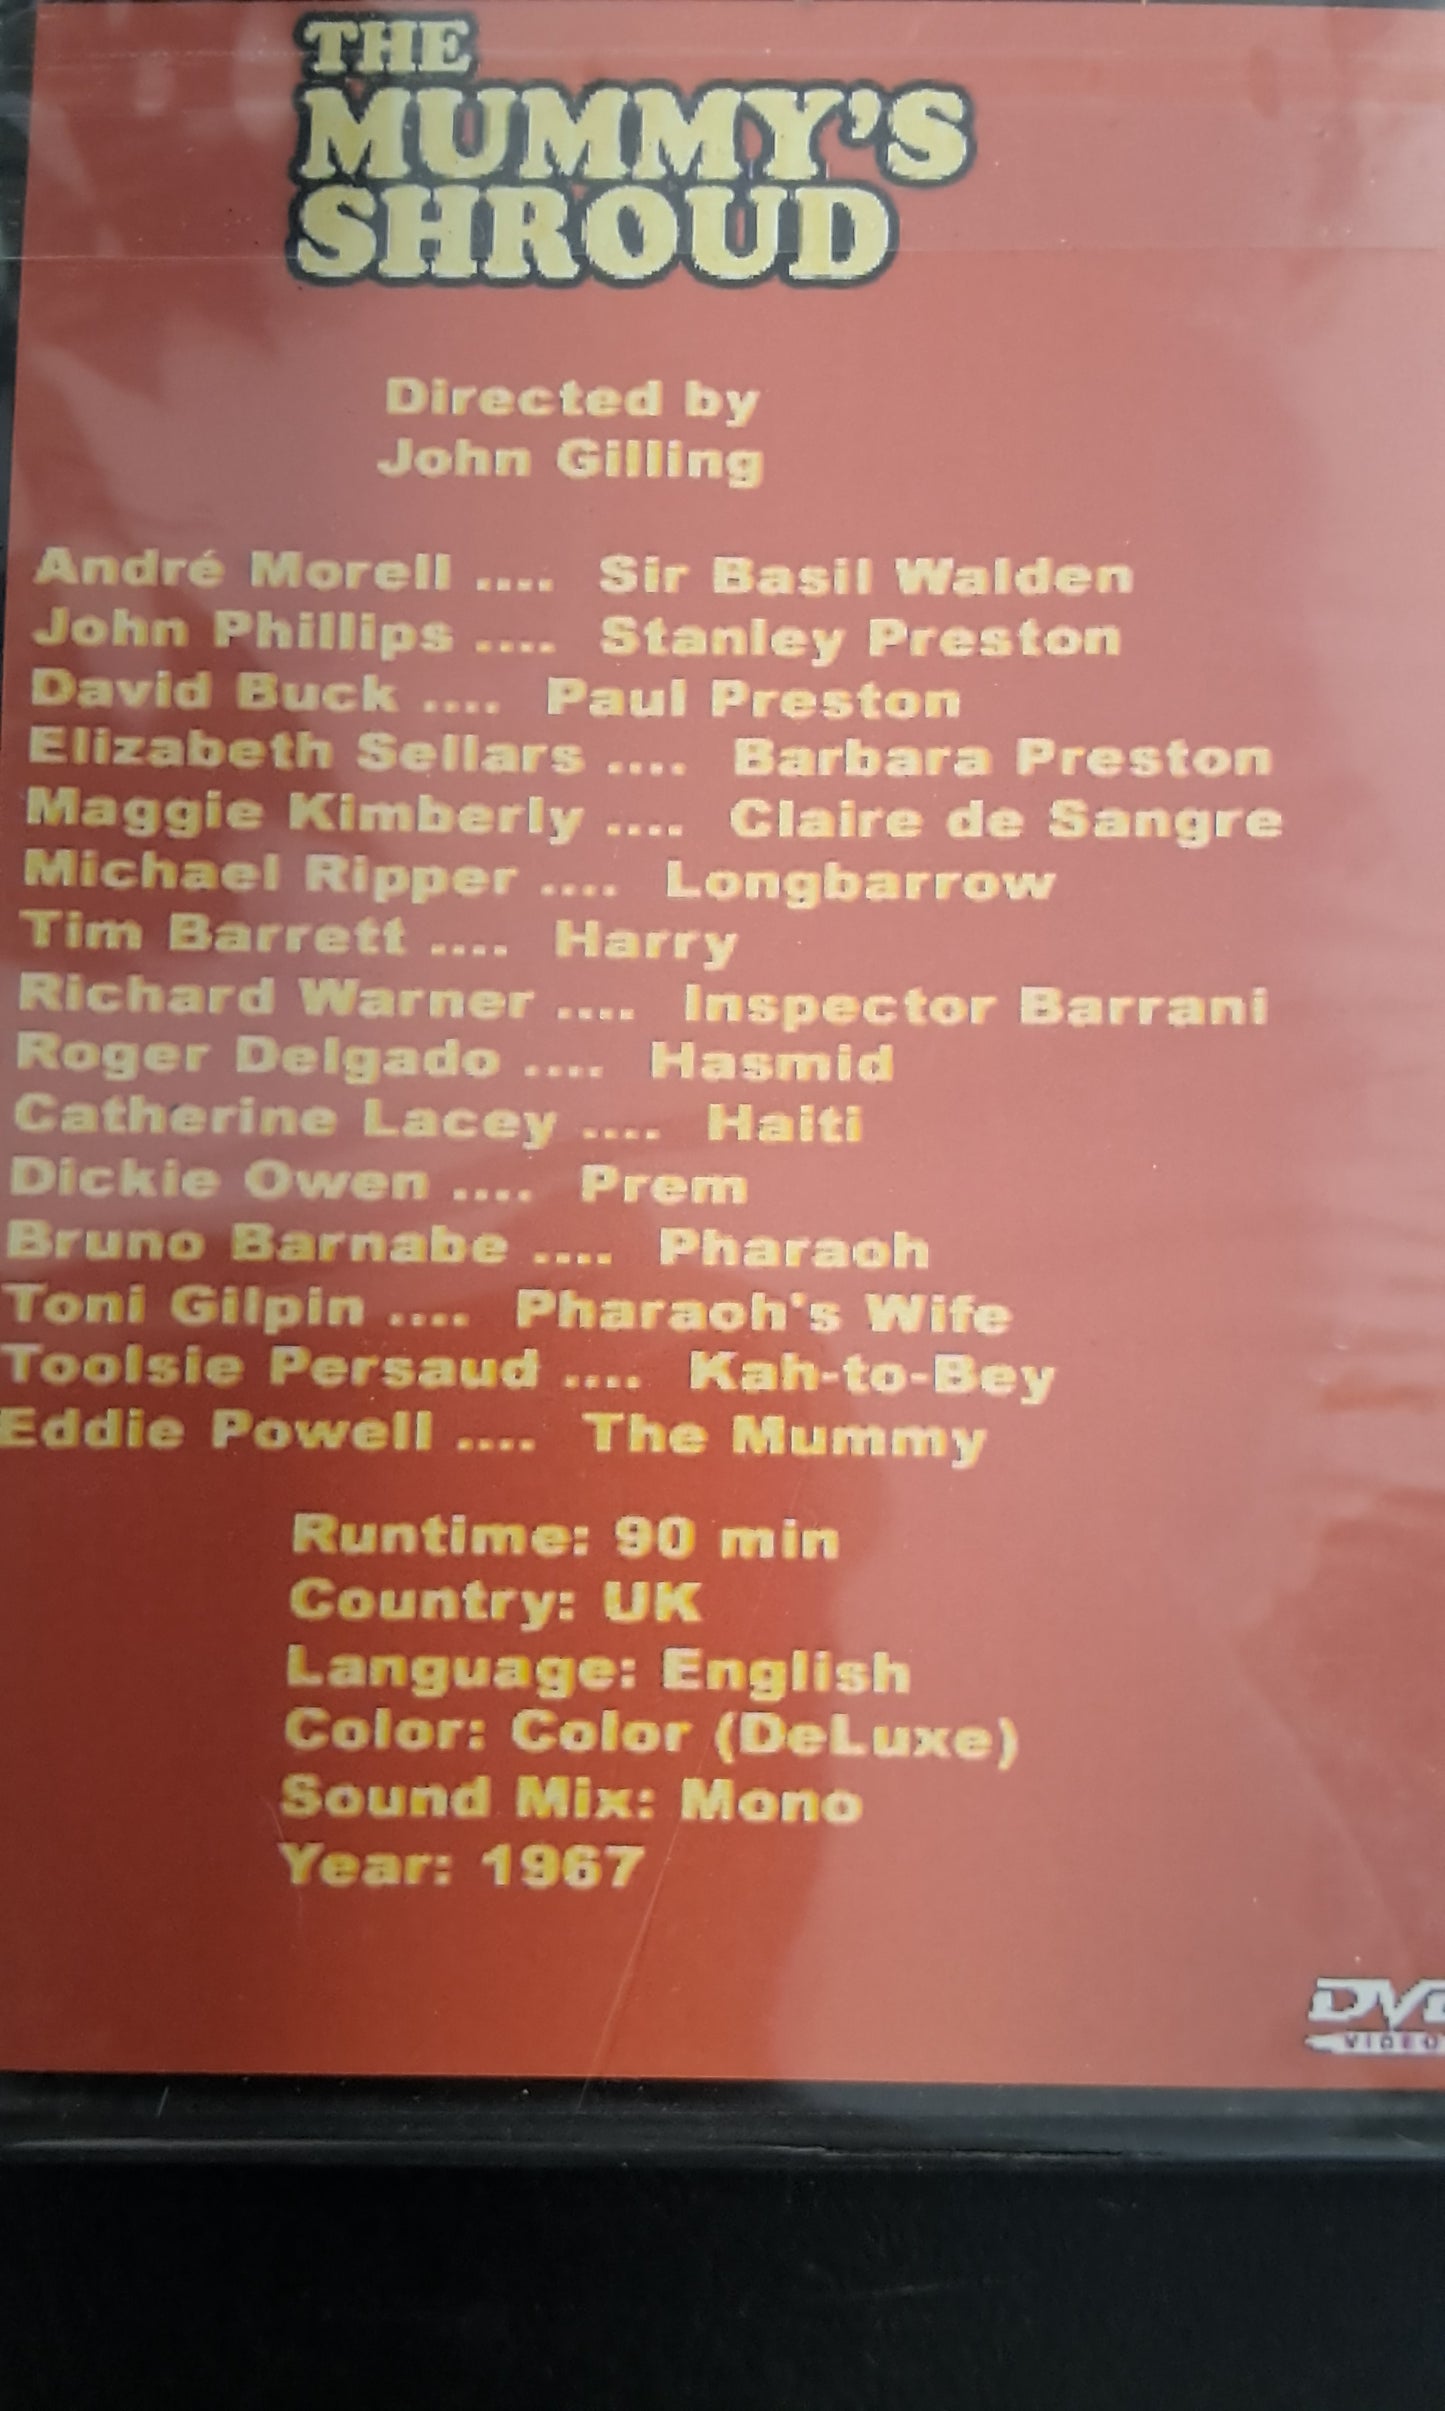 THE
MUMMY'S
SHROUD
Directed by
John Gilling
André Morell .... Sir Basil Walden
John Phillips .... Stanley Preston
David Buck .... Paul Preston
Elizabeth Sellars .... Barbara Preston
Maggie Kimberly .... Claire de Sangre
Michael Ripper .... Longbarrow
Tim Barrett .... Harry
Richard Warner .... Inspector Barrani
Roger Delgado .... Hasmid
Catherine Lacey .... Haiti
Dickie Owen .... Prem
Bruno Barnabe .... Pharaoh
Toni Gilpin .... Pharaoh's Wife
Toolsie Persaud .... Kah-to-Bey
Eddie Powell .... The Mummy
Runtime: 90 min
Country: UK
Language: English
Color: Color (DeLuxe)
Sound Mix: Mono
Year: 1967
DVD
VIDEO